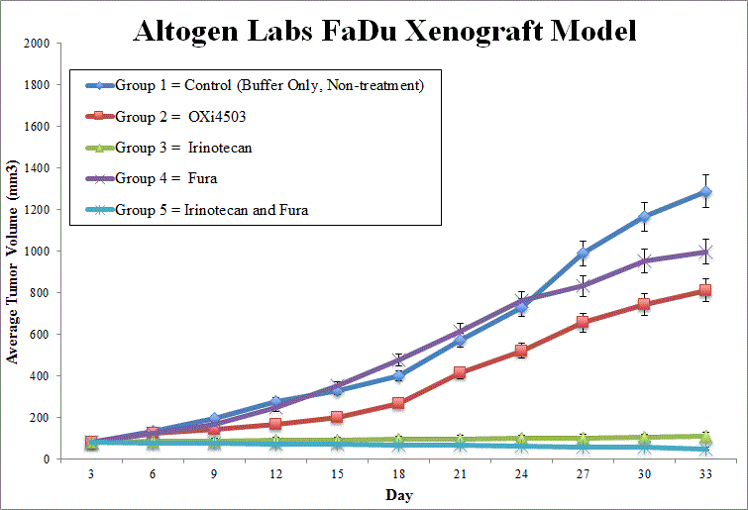 Altogen Labs FaDu Xenograft Model
2000
1800
1600
1400
1200
1000
800
600
400
200
0
Average Tumor Volume (mm3)
Group 1 = Control (Buffer Only, Non-treatment)
Group 2 = OXi4503
Group 3 = Irinotecan
Group 4 = Fura
Group 5 = Irinotecan and Fura
3 6 9 12 15 18 21 24 27 30 33
Day